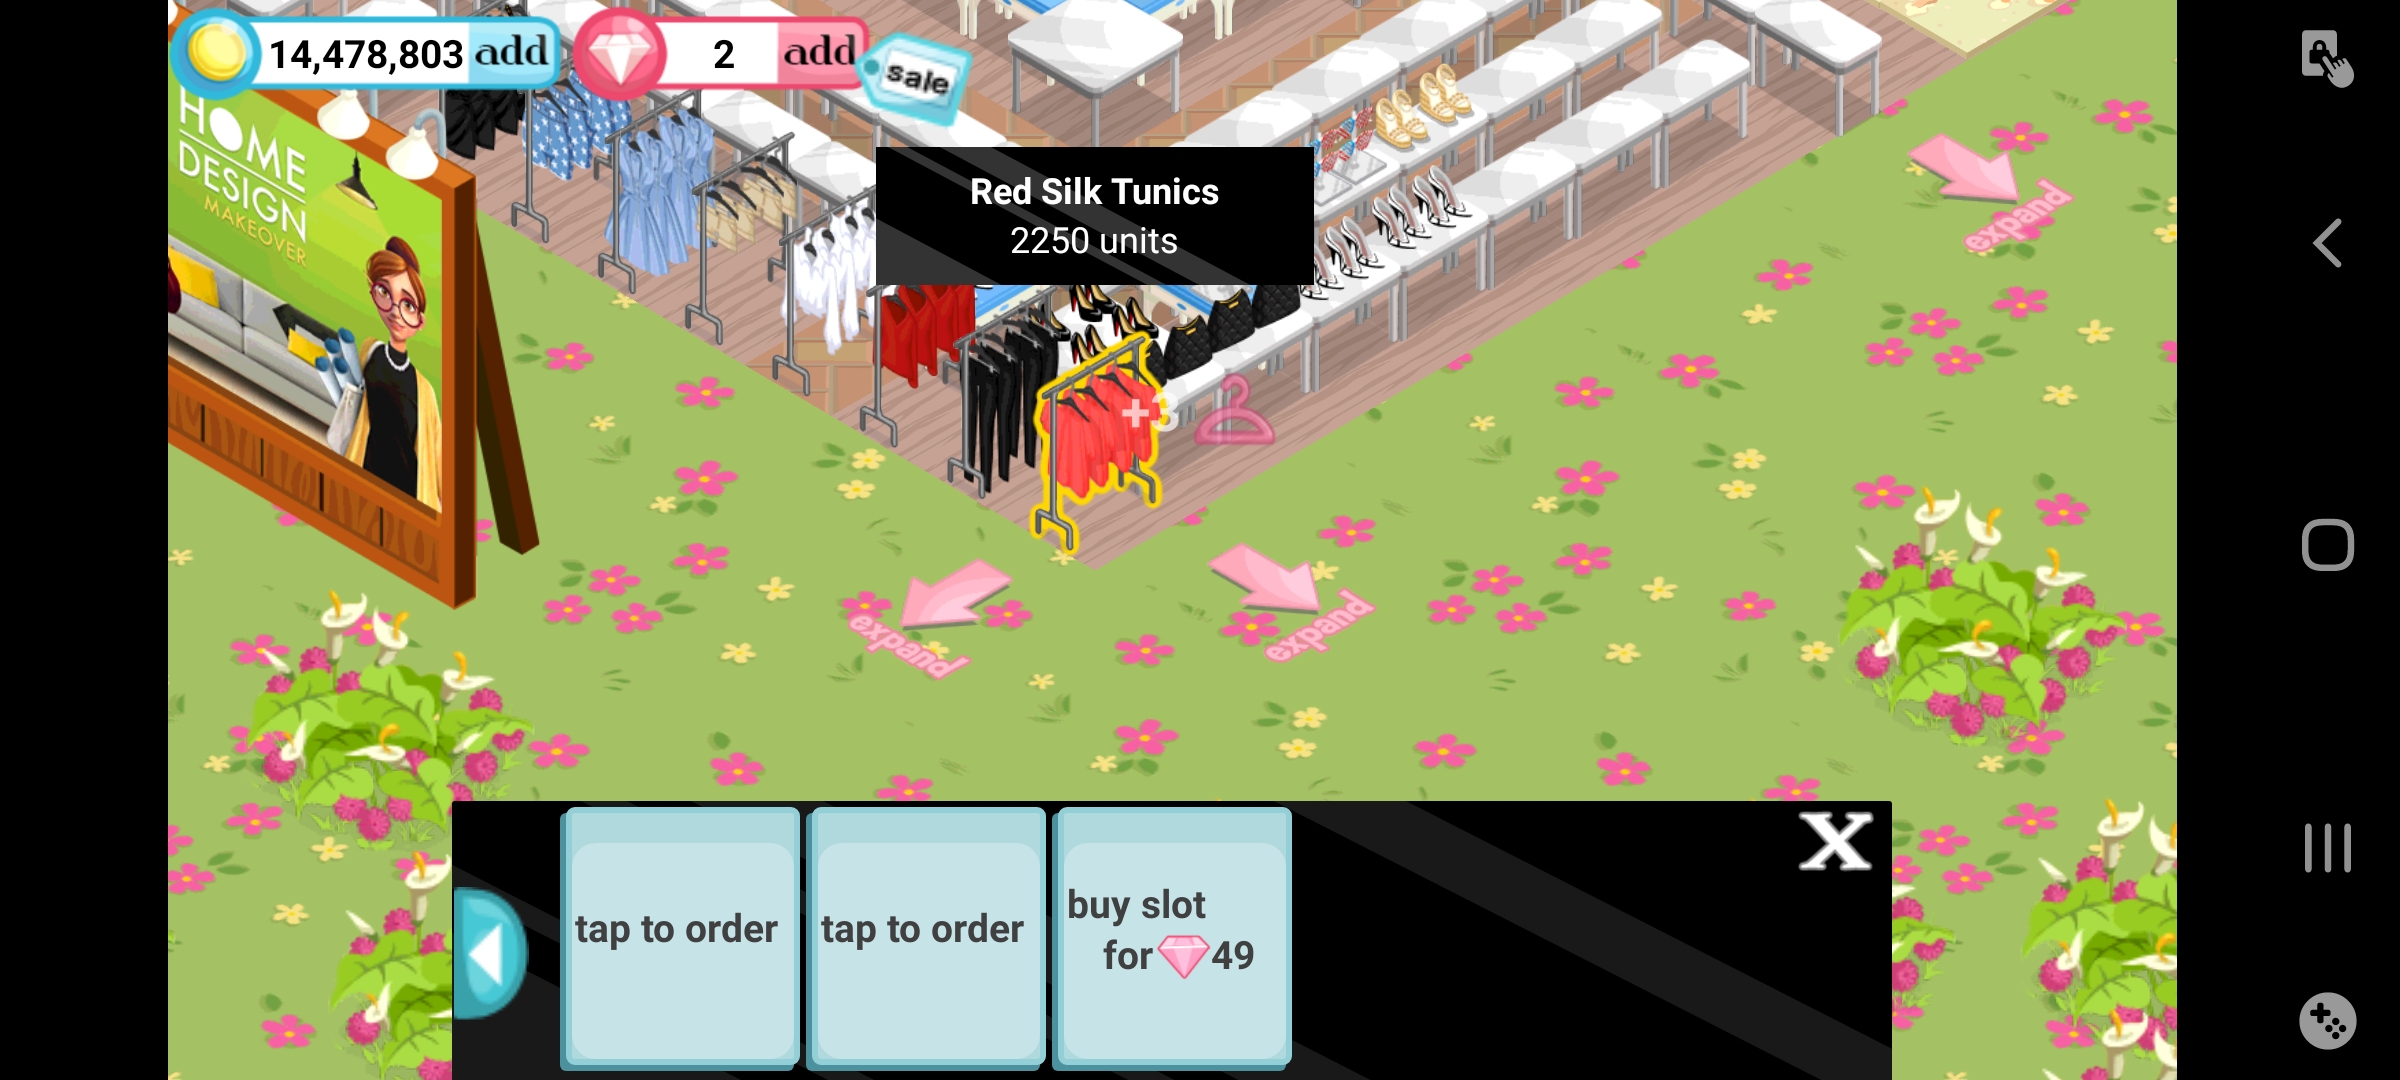 14,478,803 add
2 add
sale
HOME
DESIGN
MAKEOVER
Red Silk Tunics
2250 units
+3
expand
expand
expand
tap to order
tap to order
buy slot
for 49
X